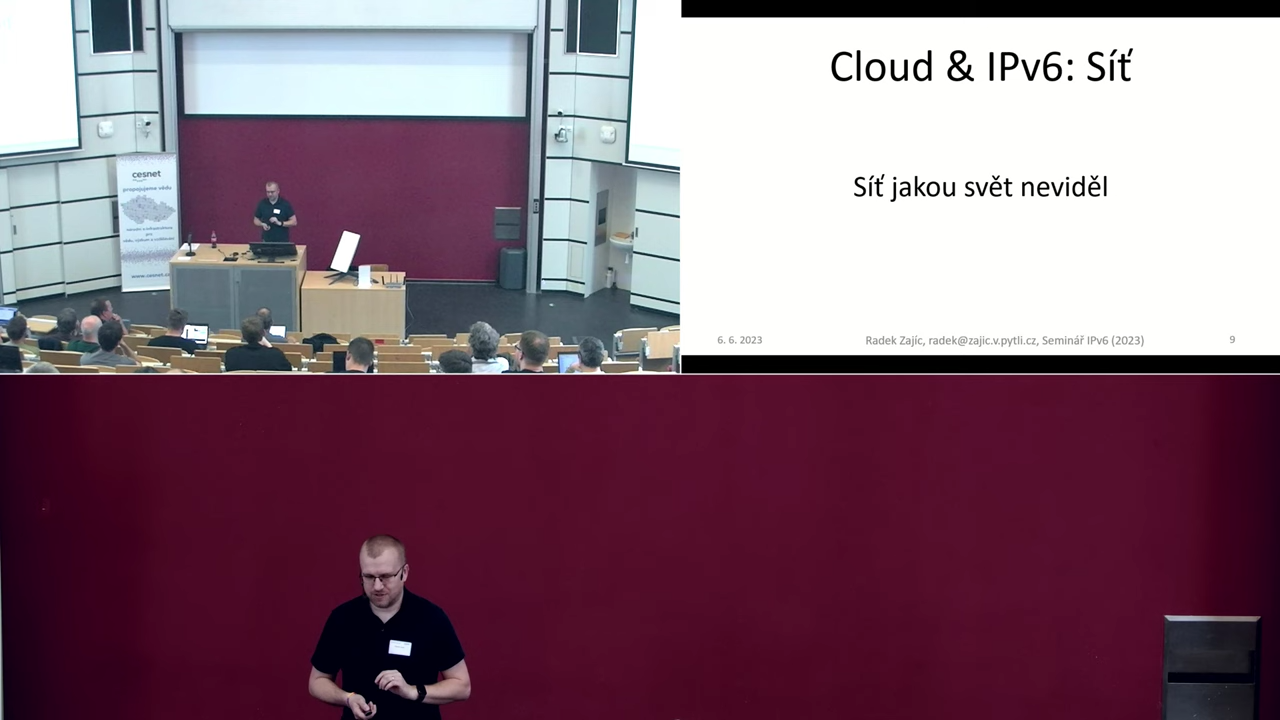 cesnet
propojujeme vědu
Cloud & IPv6: Síť
Síť jakou svět neviděl
6. 6. 2023
Radek Zajíc, radek@zajic.v.pytli.cz, Seminář IPv6 (2023)
9